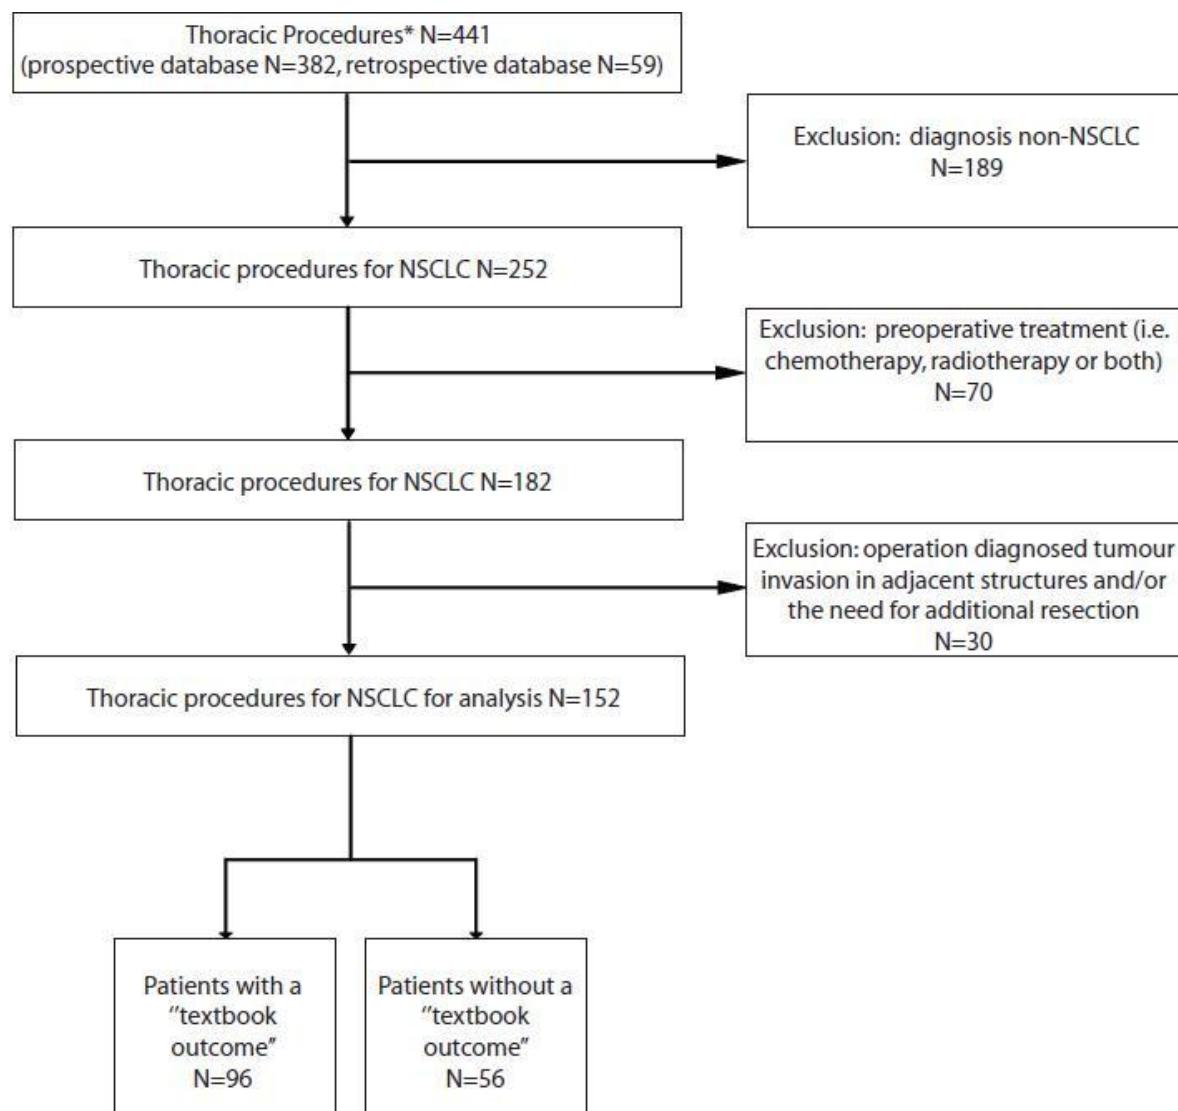 Thoracic Procedures* N=441
(prospective database N=382, retrospective database N=59)
Exclusion: diagnosis non-NSCLC
N=189
Thoracic procedures for NSCLC N=252
Exclusion: preoperative treatment (i.e.
chemotherapy, radiotherapy or both)
N=70
Thoracic procedures for NSCLC N=182
Exclusion: operation diagnosed tumour
invasion in adjacent structures and/or
the need for additional resection
N=30
Thoracic procedures for NSCLC for analysis N=152
Patients with a
“textbook
outcome”
N=96
Patients without a
“textbook
outcome”
N=56